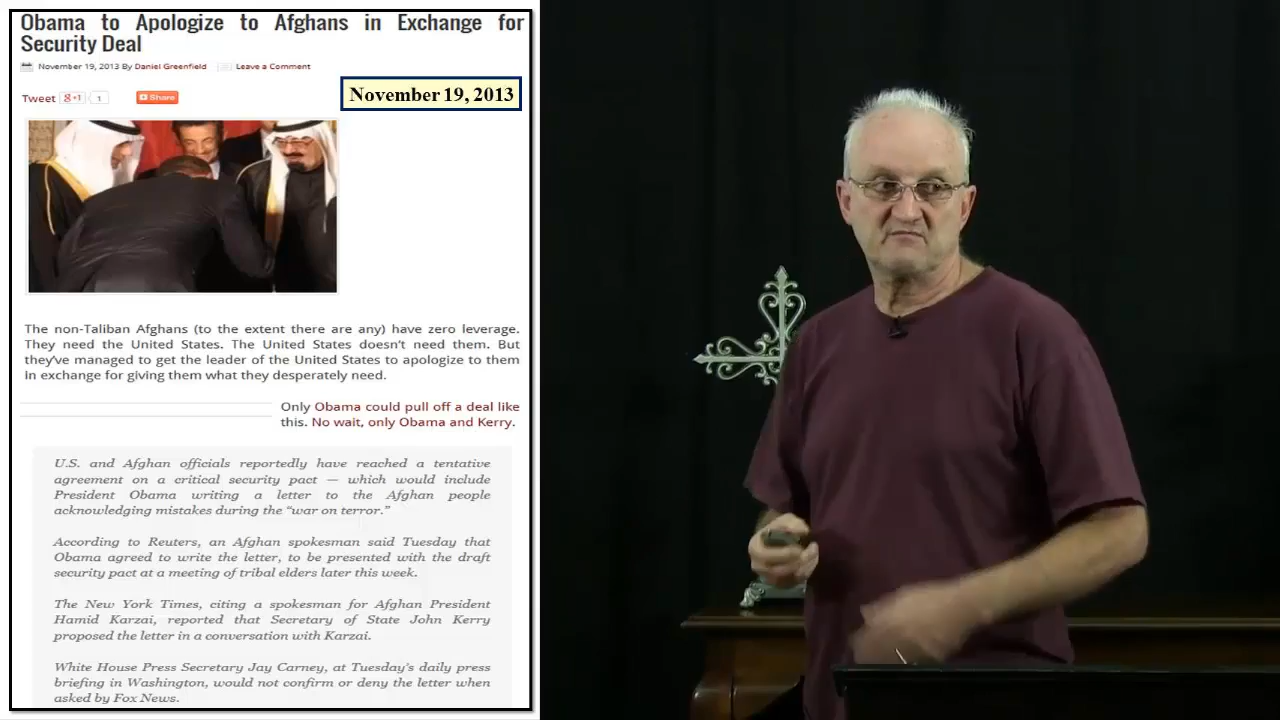 Obama to Apologize to Afghans in Exchange for
Security Deal
November 19, 2013 By Daniel Greenfield Leave a Comment
Tweet g+1 1 Share
November 19, 2013
The non-Taliban Afghans (to the extent there are any) have zero leverage.
They need the United States. The United States doesn't need them. But
they've managed to get the leader of the United States to apologize to them
in exchange for giving them what they desperately need.
Only Obama could pull off a deal like
this. No wait, only Obama and Kerry.
U.S. and Afghan officials reportedly have reached a tentative
agreement on a critical security pact — which would include
President Obama writing a letter to the Afghan people
acknowledging mistakes during the “war on terror.”
According to Reuters, an Afghan spokesman said Tuesday that
Obama agreed to write the letter, to be presented with the draft
security pact at a meeting of tribal elders later this week.
The New York Times, citing a spokesman for Afghan President
Hamid Karzai, reported that Secretary of State John Kerry
proposed the letter in a conversation with Karzai.
White House Press Secretary Jay Carney, at Tuesday's daily press
briefing in Washington, would not confirm or deny the letter when
asked by Fox News.